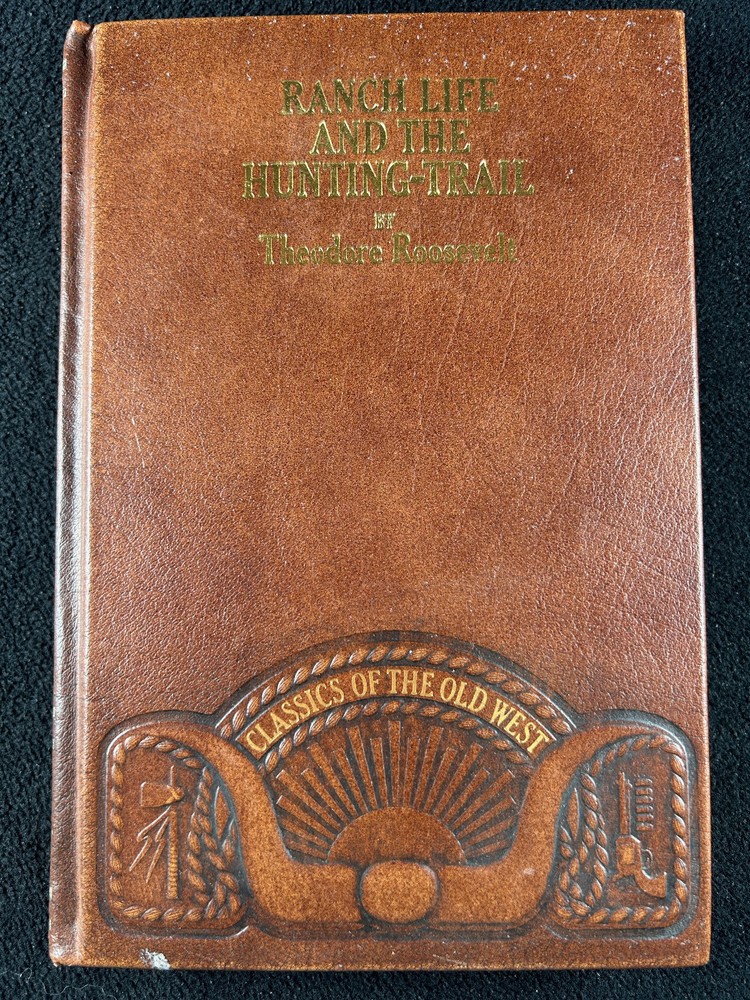 RANCH LIFE
AND THE
HUNTING-TRAIL
BY
Theodore Roosevelt
CLASSICS OF THE OLD WEST